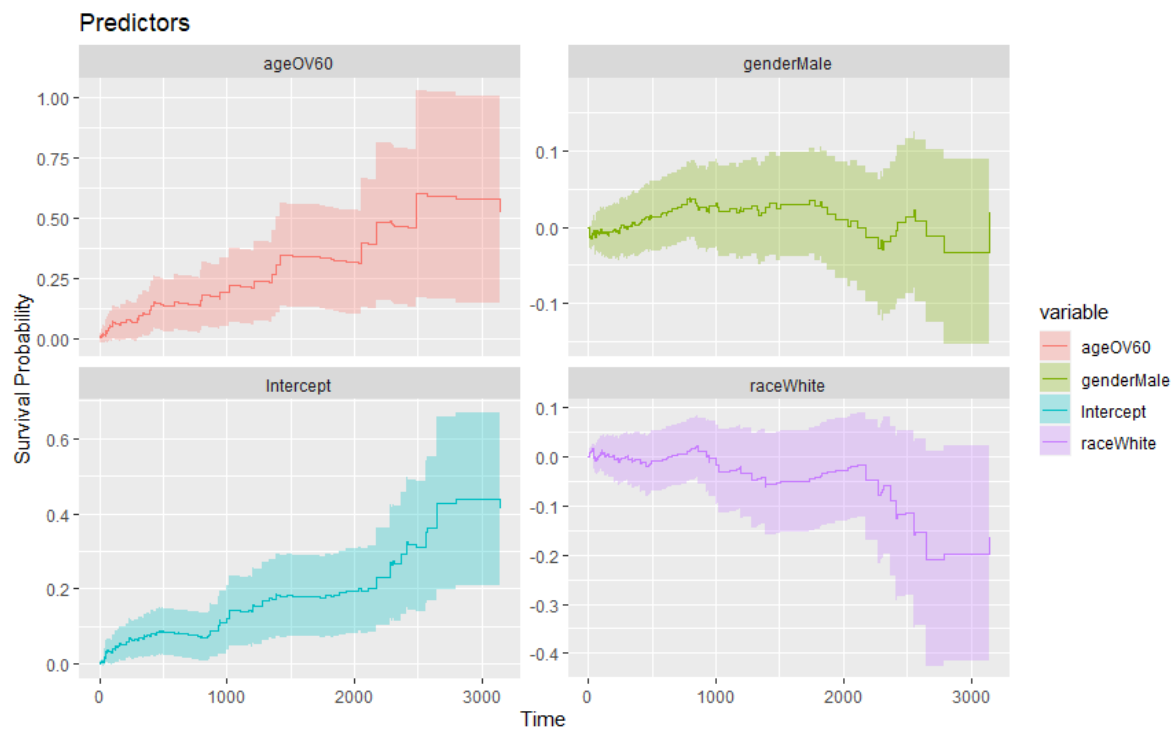 Predictors
ageOV60
genderMale
1.00
0.75
0.50
0.25
0.00
0.1
0.0
-0.1
Intercept
raceWhite
0.6
0.4
0.2
0.0
0.1
0.0
-0.1
-0.2
-0.3
-0.4
0
1000
2000
3000
0
1000
2000
3000
Survival Probability
Time
variable
ageOV60
genderMale
Intercept
raceWhite